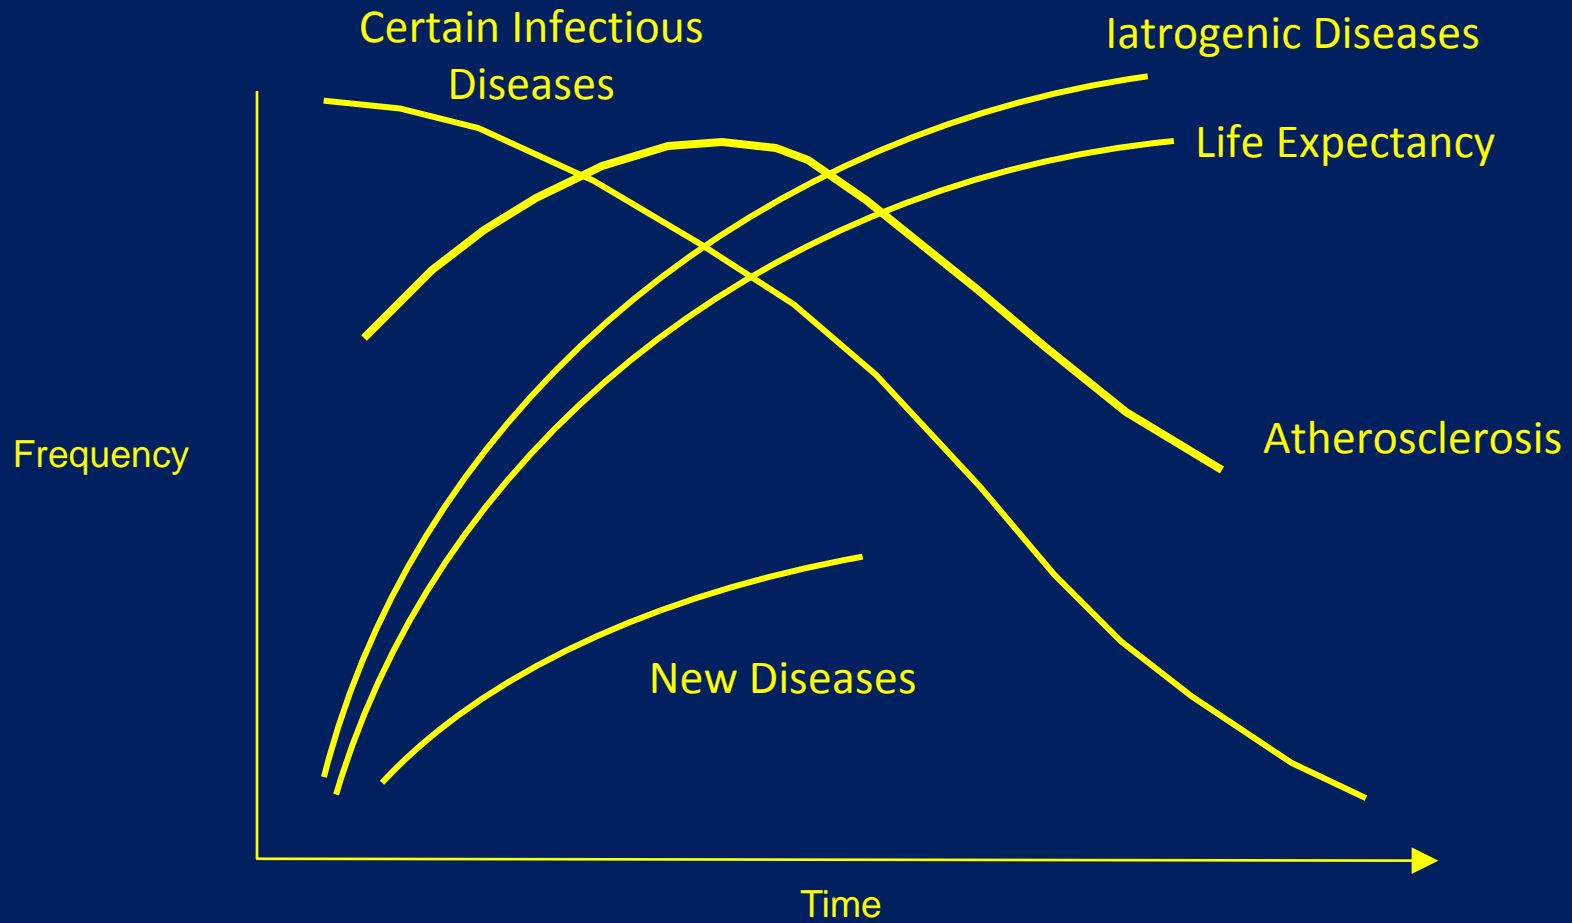 Certain Infectious
Diseases
Iatrogenic Diseases
Life Expectancy
Frequency
Atherosclerosis
New Diseases
Time